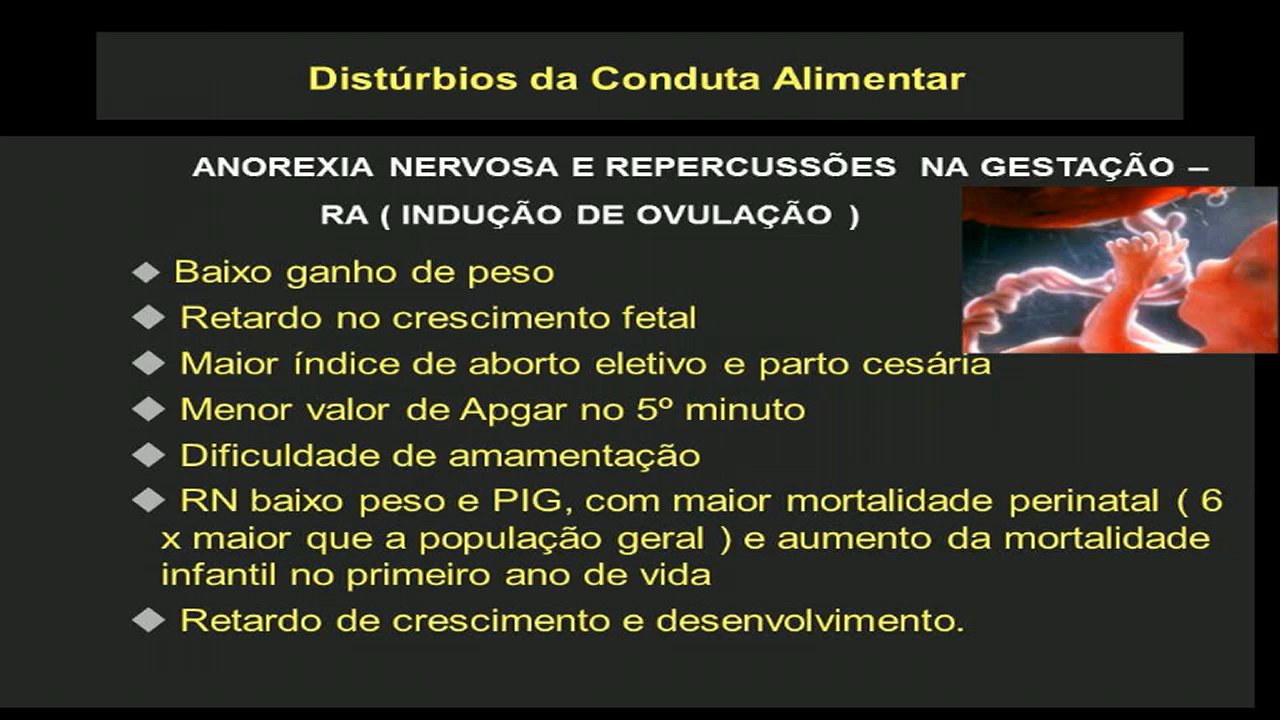 Distúrbios da Conduta Alimentar
ANOREXIA NERVOSA E REPERCUSSÕES NA GESTAÇÃO –
RA ( INDUÇÃO DE OVULAÇÃO )
Baixo ganho de peso
Retardo no crescimento fetal
Maior índice de aborto eletivo e parto cesária
Menor valor de Apgar no 5º minuto
Dificuldade de amamentação
RN baixo peso e PIG, com maior mortalidade perinatal ( 6
x maior que a população geral ) e aumento da mortalidade
infantil no primeiro ano de vida
Retardo de crescimento e desenvolvimento.